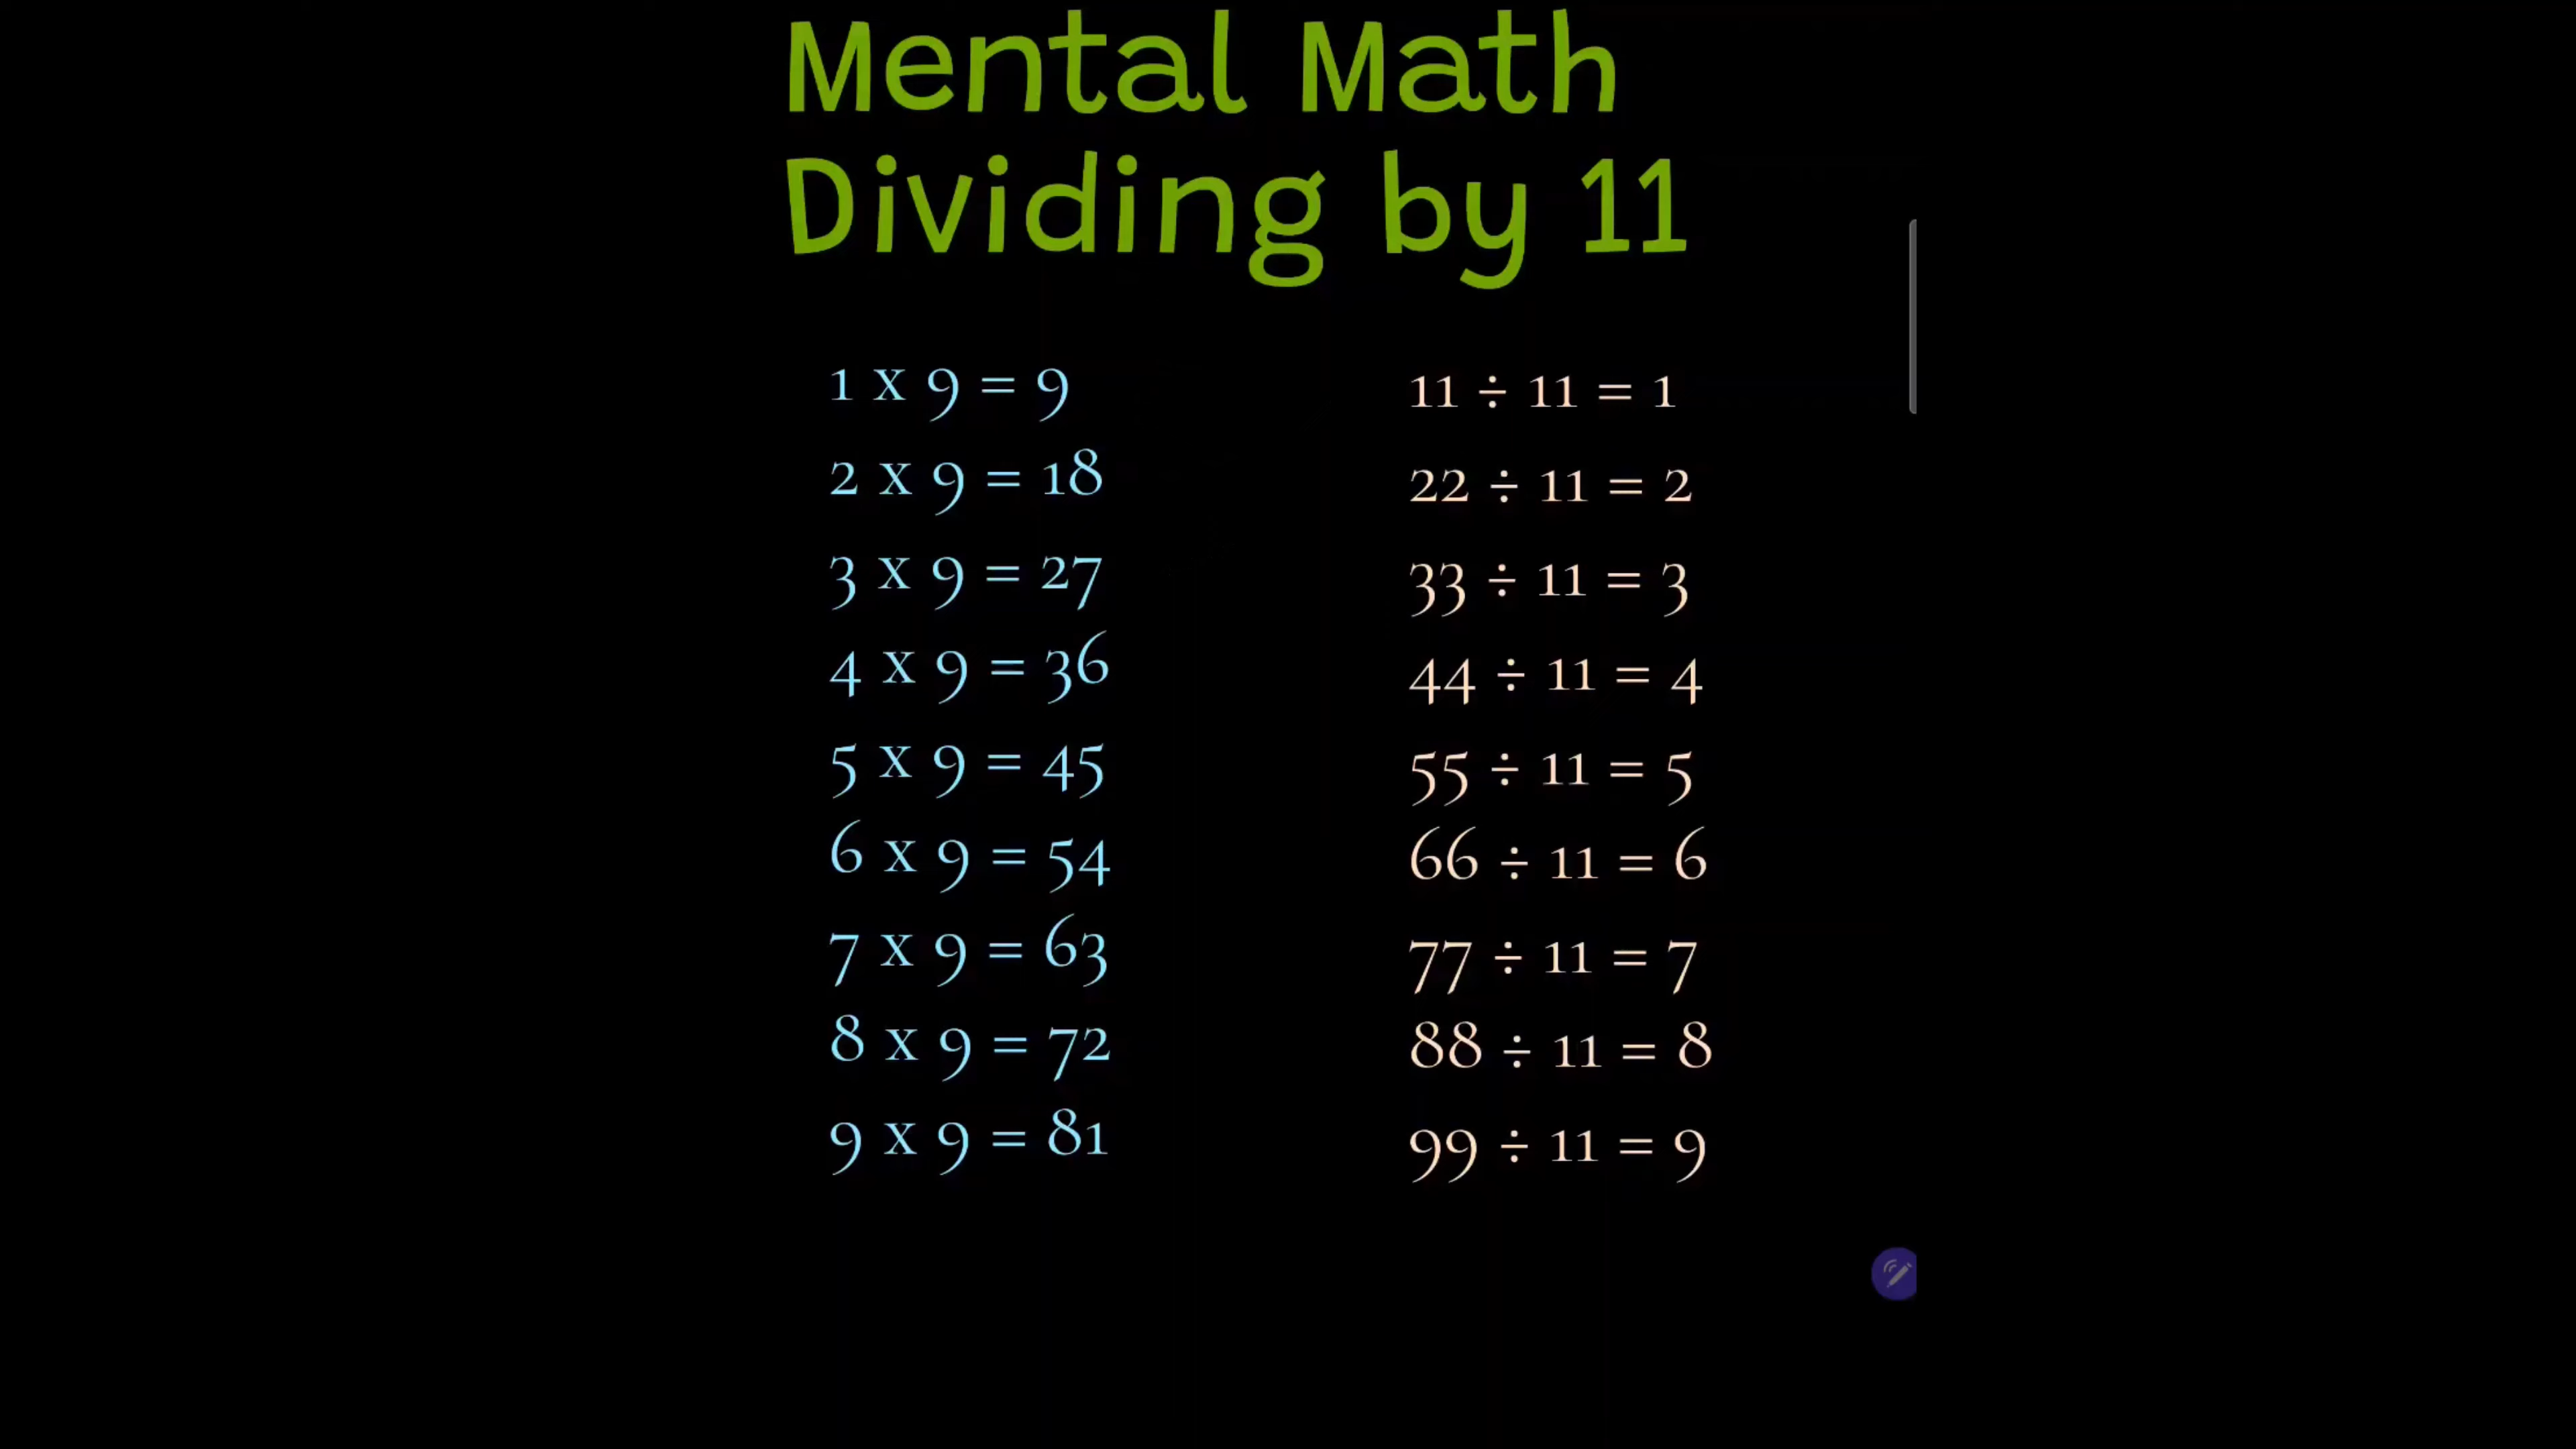 Mental Math
Dividing by 11
1 x 9 = 9
2 x 9 = 18
3 x 9 = 27
4 x 9 = 36
5 x 9 = 45
6 x 9 = 54
7 x 9 = 63
8 x 9 = 72
9 x 9 = 81
11 ÷ 11 = 1
22 ÷ 11 = 2
33 ÷ 11 = 3
44 ÷ 11 = 4
55 ÷ 11 = 5
66 ÷ 11 = 6
77 ÷ 11 = 7
88 ÷ 11 = 8
99 ÷ 11 = 9